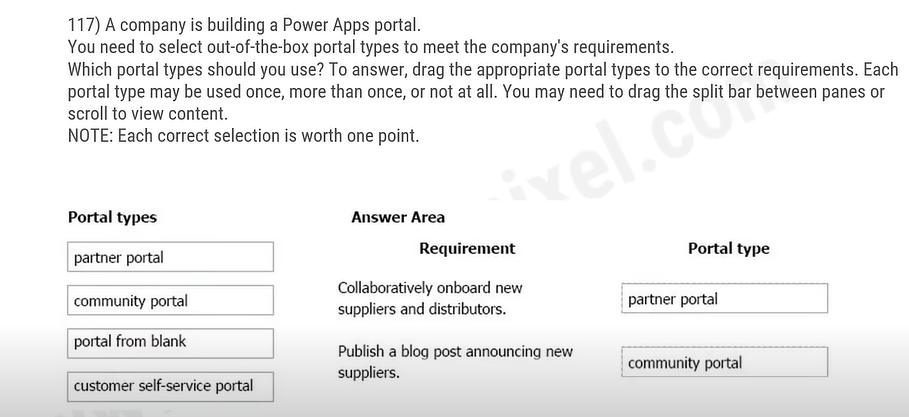 117) A company is building a Power Apps portal.
You need to select out-of-the-box portal types to meet the company's requirements.
Which portal types should you use? To answer, drag the appropriate portal types to the correct requirements. Each
portal type may be used once, more than once, or not at all. You may need to drag the split bar between panes or
scroll to view content.
NOTE: Each correct selection is worth one point.
Portal types
partner portal
community portal
portal from blank
customer self-service portal
Answer Area
Requirement
Portal type
Collaboratively onboard new
suppliers and distributors.
partner portal
Publish a blog post announcing new
suppliers.
community portal